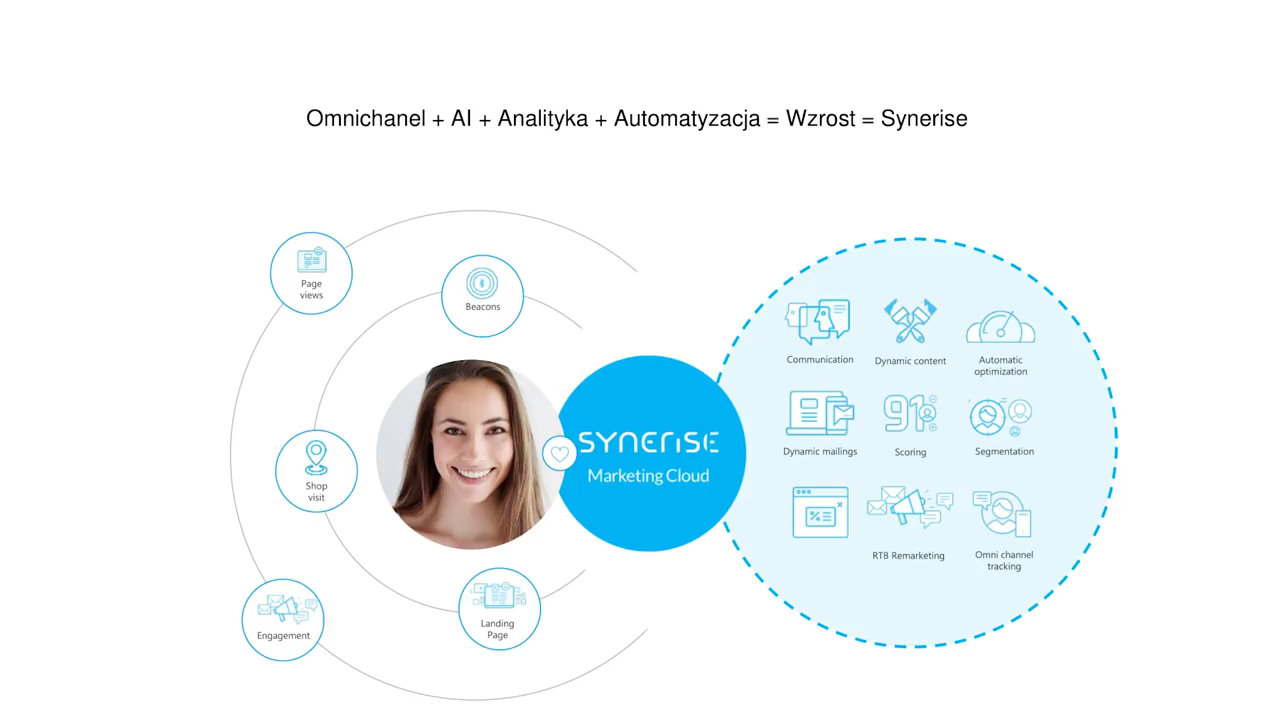 Omnichanel + AI + Analityka + Automatyzacja = Wzrost = Synerise
Page
views
Beacons
Shop
visit
Engagement
Landing
Page
SYNERISE
Marketing Cloud
Communication
Dynamic content
Automatic
optimization
Dynamic mailings
91
Scoring
Segmentation
%
RTB Remarketing
Omni channel
tracking